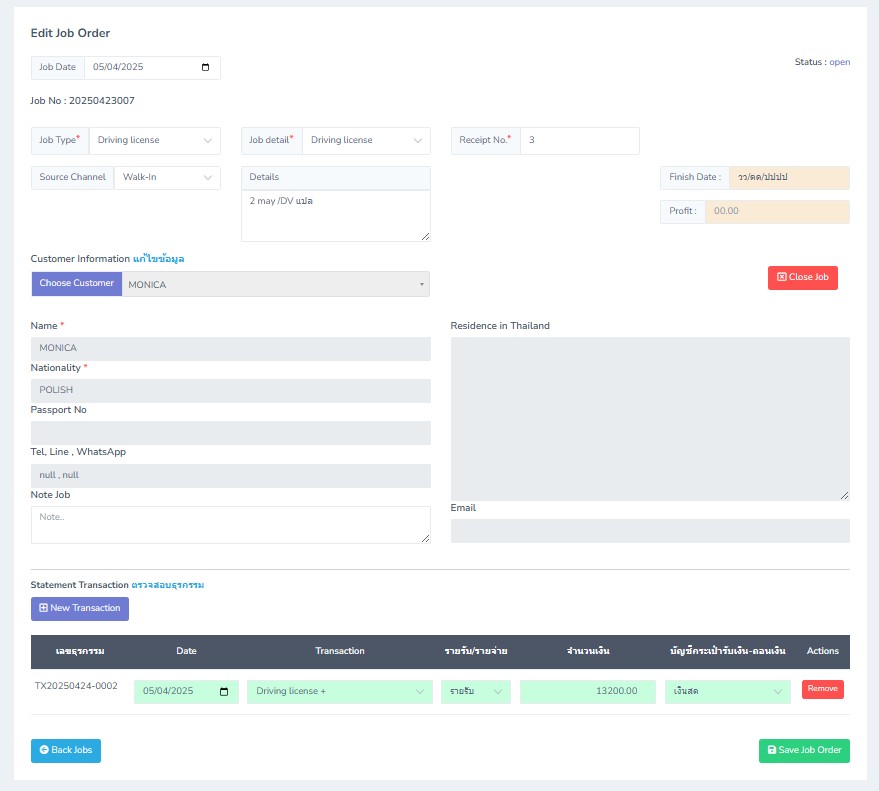 Edit Job Order
Job Date 05/04/2025
Status : open
Job No : 20250423007
Job Type* Driving license Job detail* Driving license Receipt No.* 3
Source Channel Walk-In Details Finish Date : วว/ดด/ปปปป
2 may /DV แปล
Profit : 00.00
Customer Information แก้ไขข้อมูล
Choose Customer MONICA
Close Job
Name * Residence in Thailand
MONICA
Nationality *
POLISH
Passport No
Tel, Line , WhatsApp
null , null
Note Job
Note..
Email
Statement Transaction ตรวจสอบธุรกรรม
New Transaction
เลขธุรกรรม Date Transaction รายรับ/รายจ่าย จำนวนเงิน บัญชีกระเป๋ารับเงิน-ถอนเงิน Actions
TX20250424-0002 05/04/2025 Driving license + รายรับ 13200.00 เงินสด Remove
Back Jobs Save Job Order